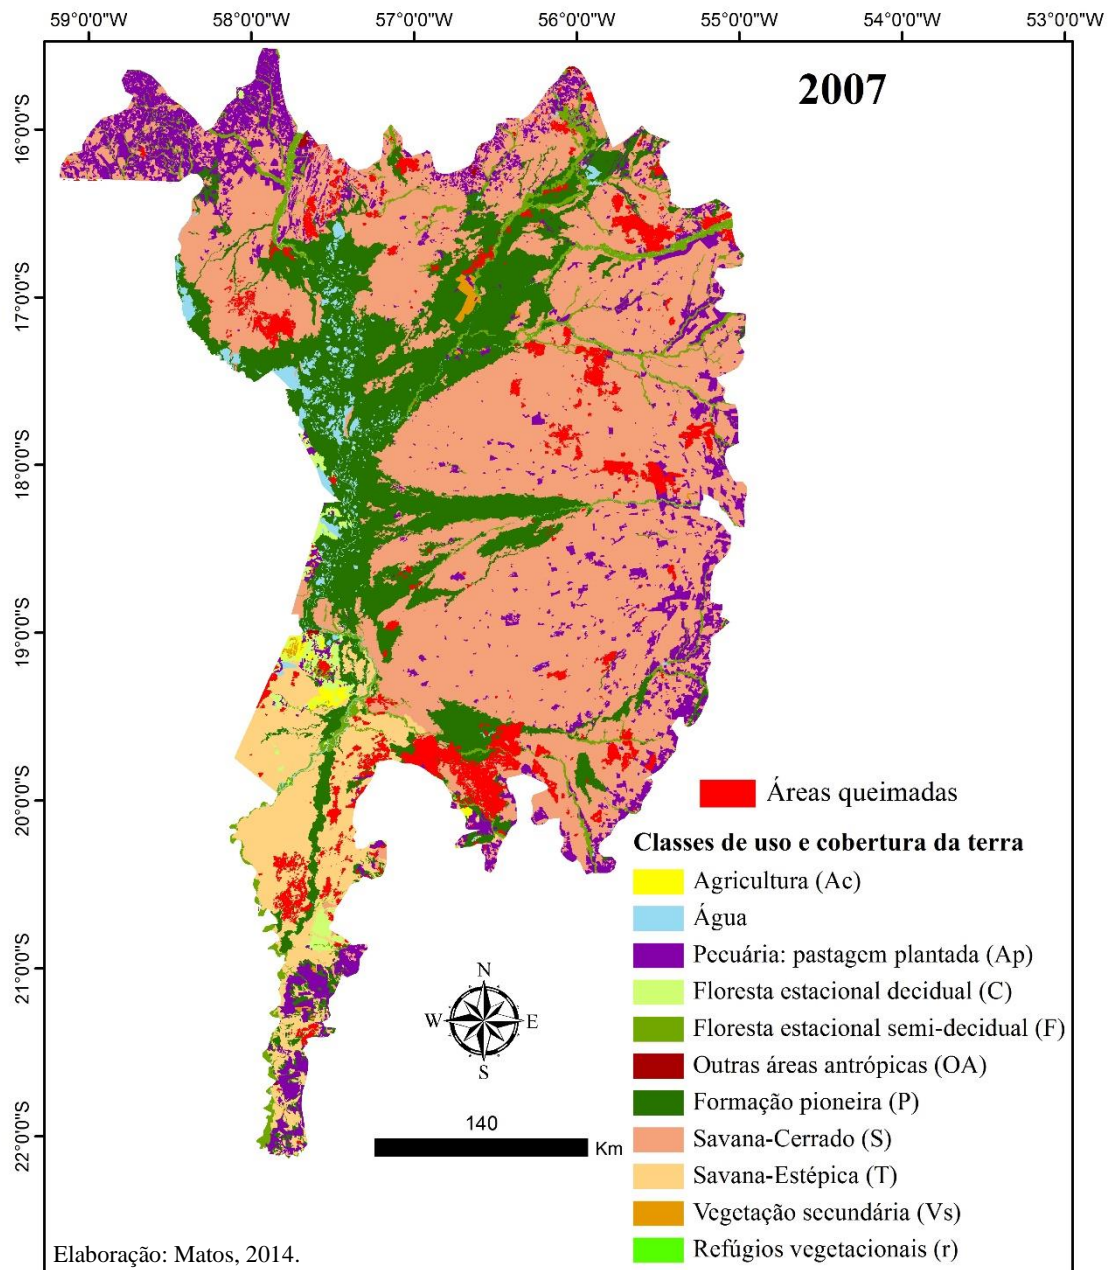 59°0'0"W 58°0'0"W 57°0'0"W 56°0'0"W 55°0'0"W 54°0'0"W 53°0'0"W
2007
16°0'0"S
17°0'0"S
18°0'0"S
19°0'0"S
20°0'0"S
21°0'0"S
22°0'0"S
Áreas queimadas
Classes de uso e cobertura da terra
Agricultura (Ac)
Água
Pecuária: pastagem plantada (Ap)
Floresta estacional decidual (C)
Floresta estacional semi-decidual (F)
Outras áreas antrópicas (OA)
Formação pioneira (P)
Savana-Cerrado (S)
Savana-Estépica (T)
Vegetação secundária (Vs)
Refúgios vegetacionais (r)
N
W E
S
140
Km
Elaboração: Matos, 2014.